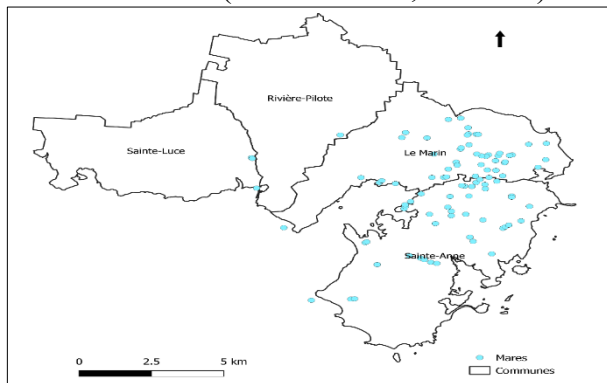 Rivière-Pilote
Sainte-Luce
Le Marin
Sainte-Anne
Mares
Communes
0 2.5 5 km